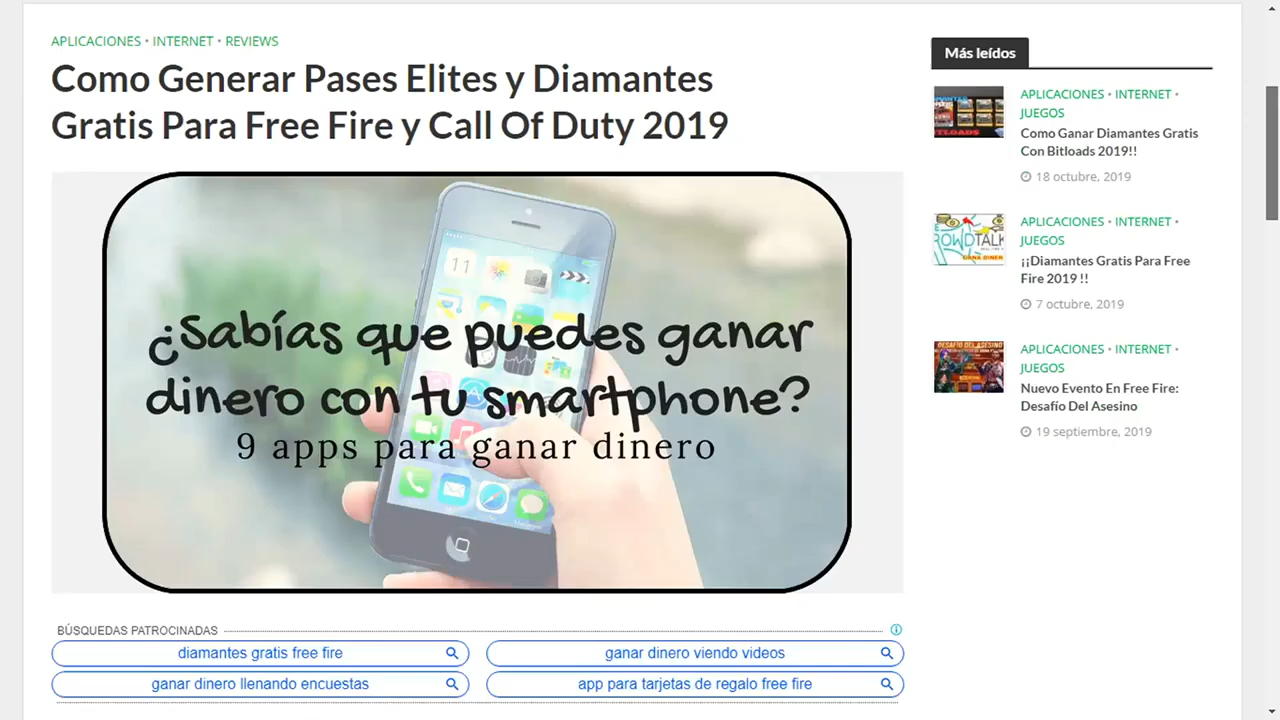 APLICACIONES • INTERNET • REVIEWS
Como Generar Pases Elites y Diamantes
Gratis Para Free Fire y Call Of Duty 2019
11
¿Sabías que puedes ganar
dinero con tu smartphone?
9 apps para ganar dinero
BÚSQUEDAS PATROCINADAS
diamantes gratis free fire
ganar dinero viendo videos
ganar dinero llenando encuestas
app para tarjetas de regalo free fire
Más leídos
APLICACIONES • INTERNET •
JUEGOS
Como Ganar Diamantes Gratis
Con Bitloads 2019!!
18 octubre, 2019
APLICACIONES • INTERNET •
JUEGOS
¡¡Diamantes Gratis Para Free
Fire 2019 !!
7 octubre, 2019
DESAFÍO DEL ASESINO
APLICACIONES • INTERNET •
JUEGOS
Nuevo Evento En Free Fire:
Desafío Del Asesino
19 septiembre, 2019